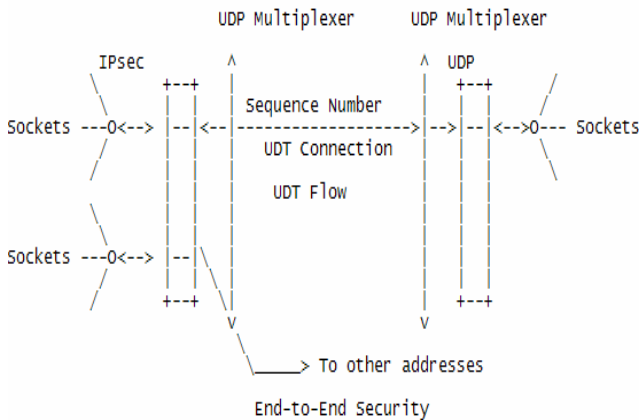 UDP Multiplexer UDP Multiplexer
IPsec UDP
Sequence Number
Sockets Sockets
UDT Connection
UDT Flow
Sockets
To other addresses
End-to-End Security